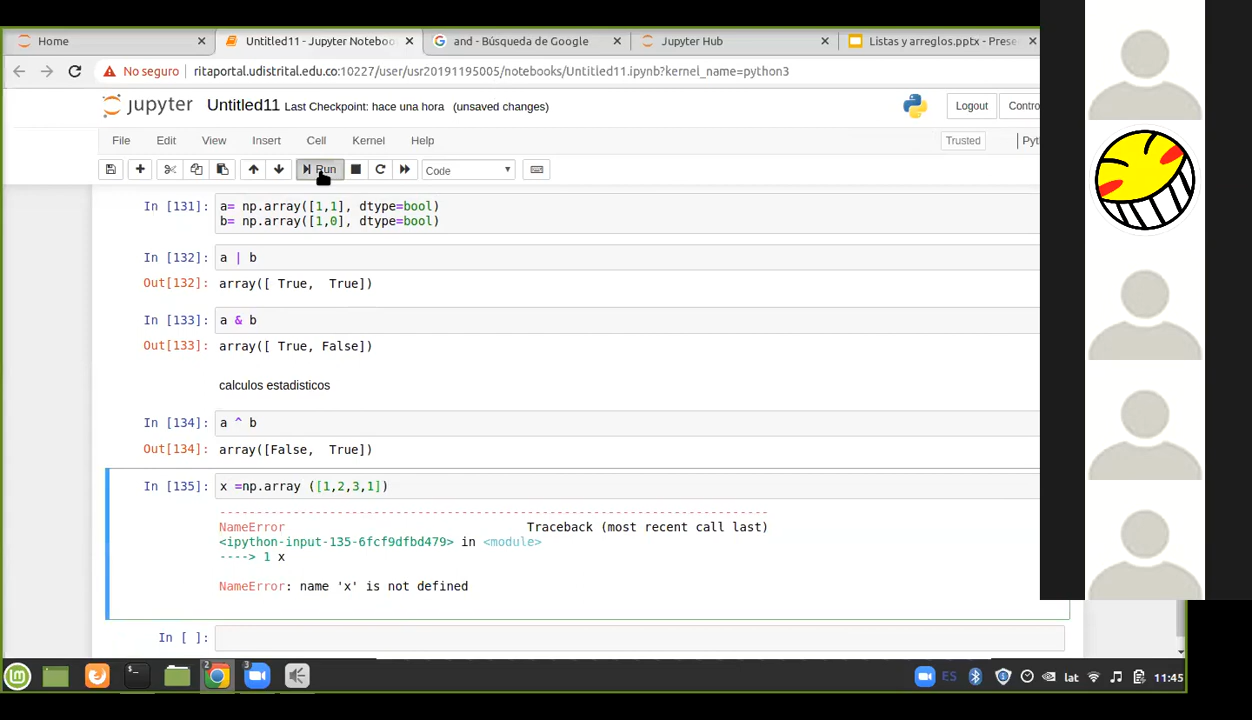 Home
Untitled11 - Jupyter Noteboo
and - Búsqueda de Google
Jupyter Hub
Listas y arreglos.pptx - Prese
No seguro
ritaportal.udistrital.edu.co:10227/user/usr20191195005/notebooks/Untitled11.ipynb?kernel_name=python3
jupyter Untitled11 Last Checkpoint: hace una hora (unsaved changes)
Logout
Contro
File Edit View Insert Cell Kernel Help
Trusted
Pyt
Run
Code
In [131]: a= np.array([1,1], dtype=bool)
b= np.array([1,0], dtype=bool)
In [132]: a | b
Out[132]: array([ True,  True])
In [133]: a & b
Out[133]: array([ True, False])
calculos estadisticos
In [134]: a ^ b
Out[134]: array([False,  True])
In [135]: x =np.array ([1,2,3,1])
---------------------------------------------------------------------------
NameError                                 Traceback (most recent call last)
<ipython-input-135-6fcf9dfbd479> in <module>
----> 1 x
NameError: name 'x' is not defined
In [ ]:
2
3
ES
lat
11:45